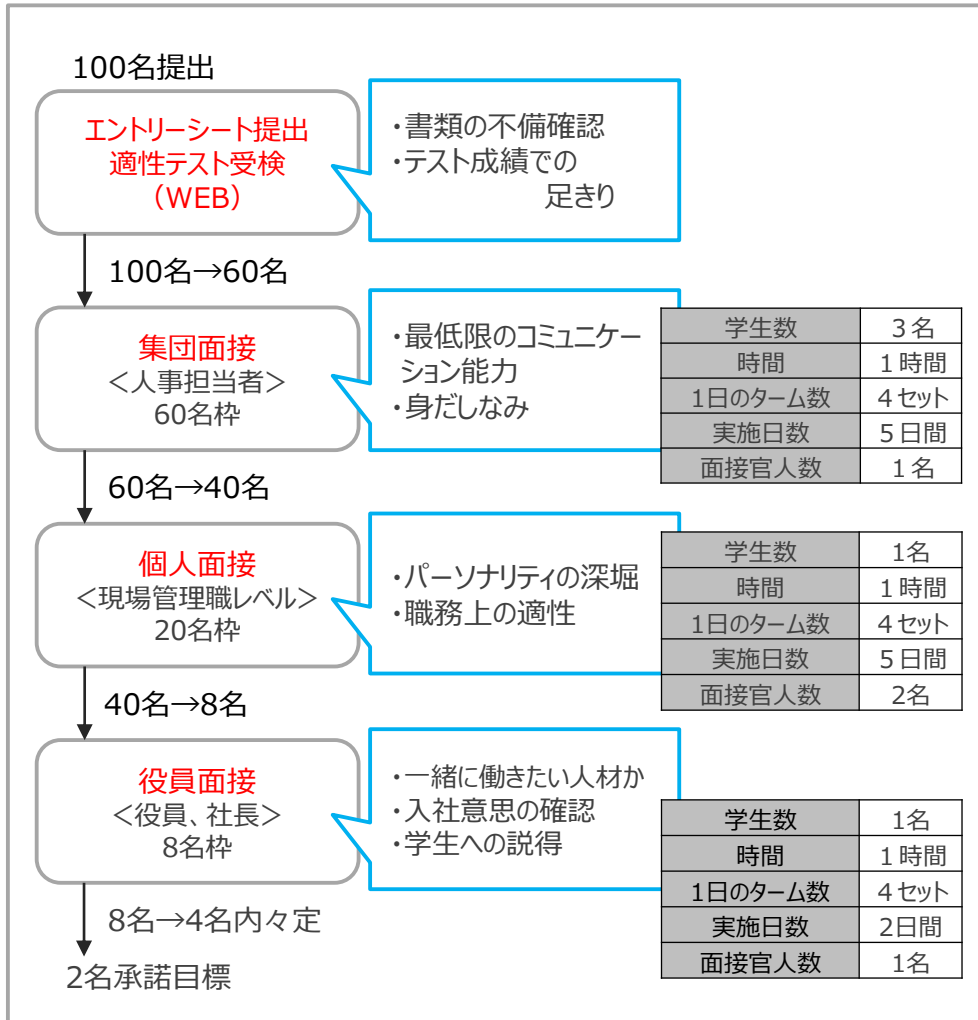 100名提出
エントリーシート提出
適性テスト受検
（WEB）
・書類の不備確認
・テスト成績での
足きり
100名→60名
集団面接
＜人事担当者＞
60名枠
・最低限のコミュニケー
ション能力
・身だしなみ
学生数 3名
時間 1時間
1日のターム数 4セット
実施日数 5日間
面接官人数 1名
60名→40名
個人面接
＜現場管理職レベル＞
20名枠
・パーソナリティの深堀
・職務上の適性
学生数 1名
時間 1時間
1日のターム数 4セット
実施日数 5日間
面接官人数 2名
40名→8名
役員面接
＜役員、社長＞
8名枠
・一緒に働きたい人材か
・入社意思の確認
・学生への説得
学生数 1名
時間 1時間
1日のターム数 4セット
実施日数 2日間
面接官人数 1名
8名→4名内々定
2名承諾目標